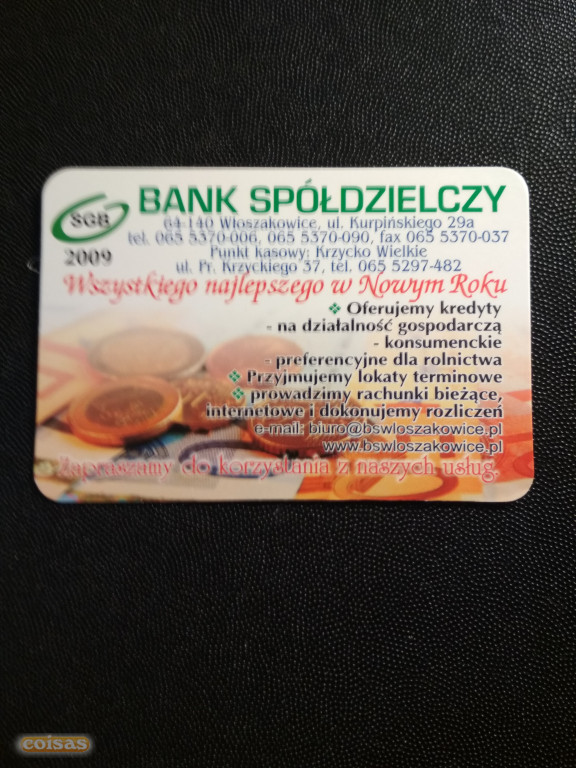 BANK SPÓŁDZIELCZY
SGB
64-140 Włoszakowice, ul. Kurpińskiego 29a
tel. 065 5370-006, 065 5370-090, fax 065 5370-037
2009
Punkt kasowy: Krzycko Wielkie
ul. Pr. Krzyckiego 37, tel. 065 5297-482
Wszystkiego najlepszego w Nowym Roku
❖ Oferujemy kredyty
- na działalność gospodarczą
- konsumenckie
- preferencyjne dla rolnictwa
❖ Przyjmujemy lokaty terminowe
❖ prowadzimy rachunki bieżące,
internetowe i dokonujemy rozliczeń
e-mail: biuro@bswloszakowice.pl
www.bswloszakowice.pl
Zapraszamy do korzystania z naszych usług.
coisas